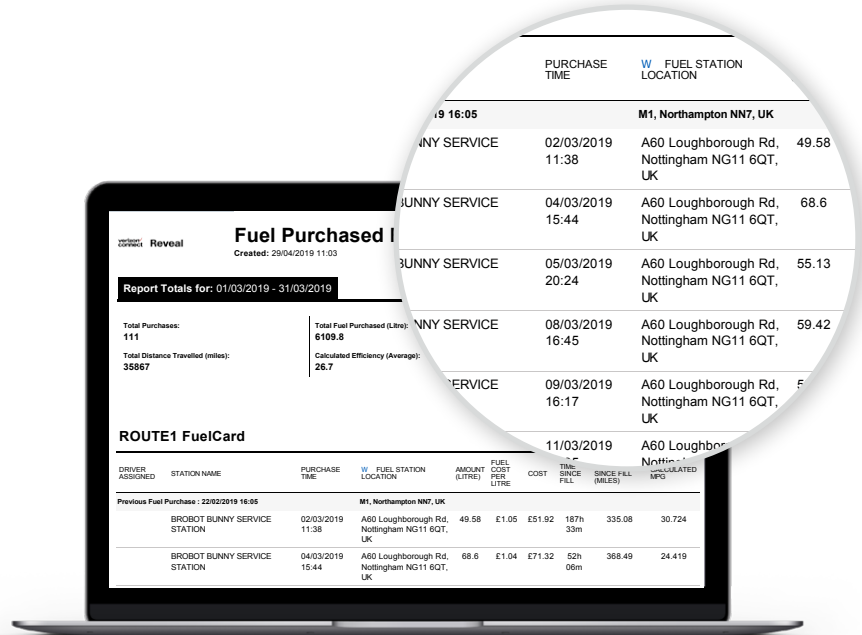 PURCHASE TIME
W FUEL STATION LOCATION
19 16:05
M1, Northampton NN7, UK
NNY SERVICE
02/03/2019
11:38
A60 Loughborough Rd,
Nottingham NG11 6QT,
UK
49.58
BUNNY SERVICE
04/03/2019
15:44
A60 Loughborough Rd,
Nottingham NG11 6QT,
UK
68.6
BUNNY SERVICE
05/03/2019
20:24
A60 Loughborough Rd,
Nottingham NG11 6QT,
UK
55.13
NNY SERVICE
08/03/2019
16:45
A60 Loughborough Rd,
Nottingham NG11 6QT,
UK
59.42
SERVICE
09/03/2019
16:17
A60 Loughborough Rd,
Nottingham NG11 6QT,
UK
11/03/2019
verizon connect Reveal
Fuel Purchased
Created: 29/04/2019 11:03
Report Totals for: 01/03/2019 - 31/03/2019
Total Purchases:
111
Total Distance Travelled (miles):
35867
Total Fuel Purchased (Litre):
6109.8
Calculated Efficiency (Average):
26.7
ROUTE1 FuelCard
DRIVER ASSIGNED
STATION NAME
PURCHASE TIME
W FUEL STATION LOCATION
AMOUNT (LITRE)
FUEL COST PER LITRE
COST
TIME SINCE FILL
SINCE FILL (MILES)
CALCULATED MPG
Previous Fuel Purchase : 22/02/2019 16:05
M1, Northampton NN7, UK
BROBOT BUNNY SERVICE
STATION
02/03/2019
11:38
A60 Loughborough Rd,
Nottingham NG11 6QT,
UK
49.58
£1.05
£51.92
187h
33m
335.08
30.724
BROBOT BUNNY SERVICE
STATION
04/03/2019
15:44
A60 Loughborough Rd,
Nottingham NG11 6QT,
UK
68.6
£1.04
£71.32
52h
06m
368.49
24.419